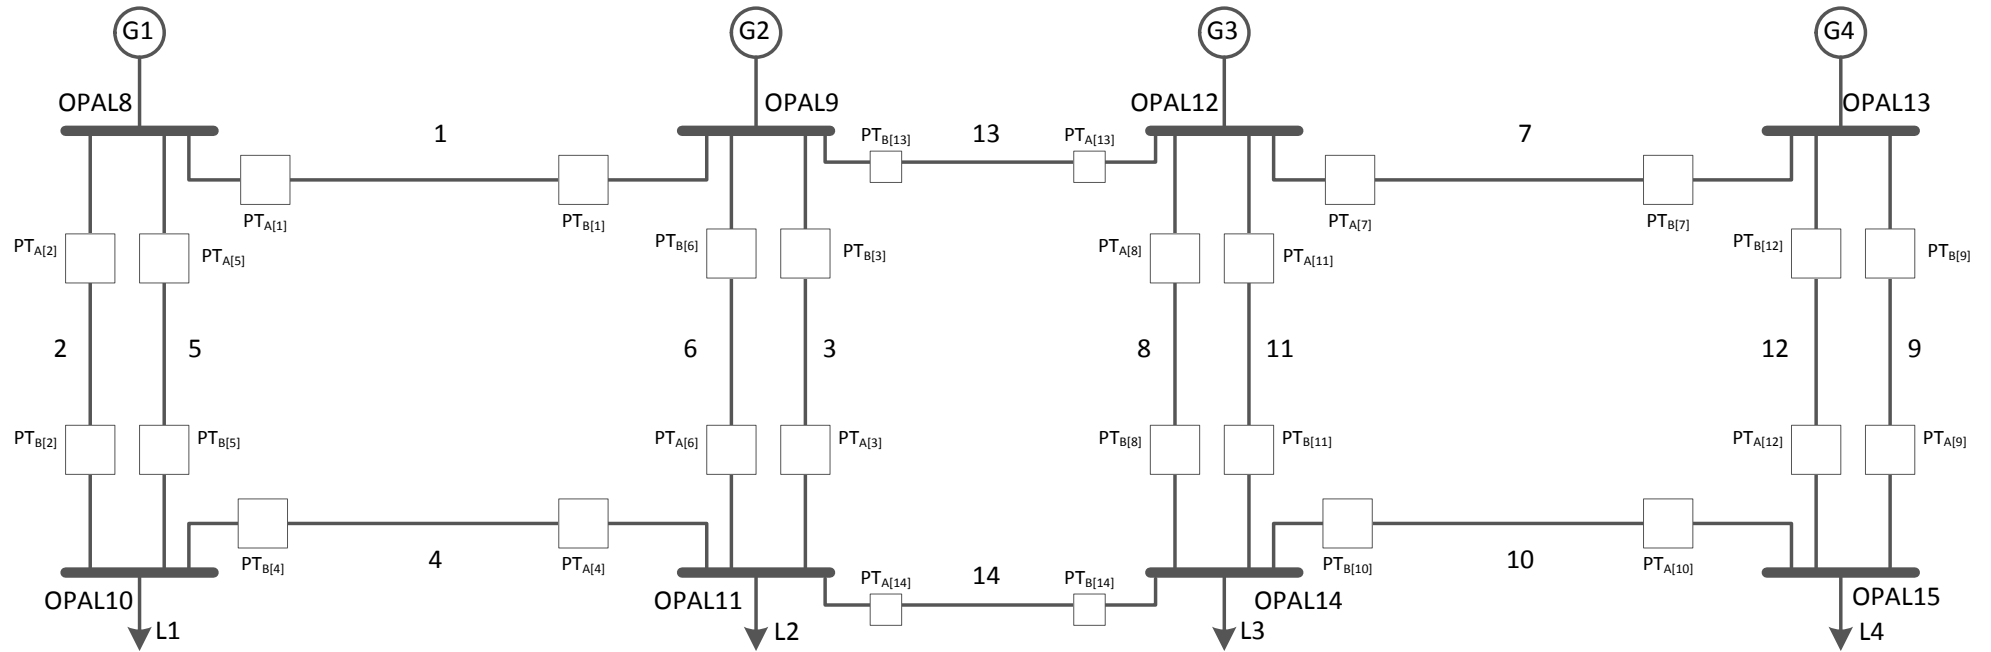 G1
G2
G3
G4
OPAL8
OPAL9
OPAL12
OPAL13
1
PTB[13]
13
PTA[13]
7
PTA[1]
PTB[1]
PTA[7]
PTB[7]
PTA[2]
PTA[5]
PTB[6]
PTB[3]
PTA[8]
PTA[11]
PTB[12]
PTB[9]
2
5
6
3
8
11
12
9
PTB[2]
PTB[5]
PTA[6]
PTA[3]
PTB[8]
PTB[11]
PTA[12]
PTA[9]
PTB[4]
4
PTA[4]
PTA[14]
14
PTB[14]
PTB[10]
10
PTA[10]
OPAL10
OPAL11
OPAL14
OPAL15
L1
L2
L3
L4